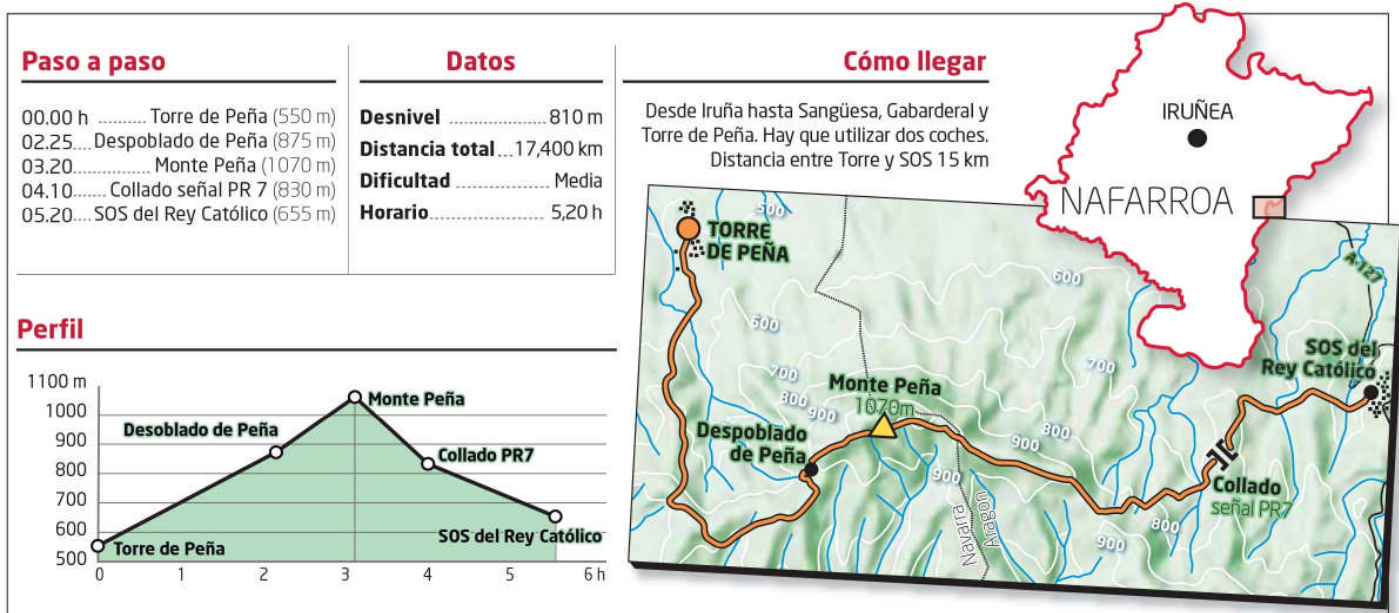 Paso a paso
00.00 h ........... Torre de Peña (550 m)
02.25.... Despoblado de Peña (875 m)
03.20................ Monte Peña (1070 m)
04.10......... Collado señal PR 7 (830 m)
05.20.... SOS del Rey Católico (655 m)
Datos
Desnivel ..................... 810 m
Distancia total ...17,400 km
Dificultad ................. Media
Horario...................... 5,20 h
Cómo llegar
Desde Iruña hasta Sangüesa, Gabarderal y
Torre de Peña. Hay que utilizar dos coches.
Distancia entre Torre y SOS 15 km
IRUÑEA
NAFARROA
Perfil
1100 m
1000
900
800
700
600
500
0
1
2
3
4
5
6 h
Torre de Peña
Desoblado de Peña
Monte Peña
Collado PR7
SOS del Rey Católico
500
TORRE
DE PEÑA
600
600
A-127
700
700
800
900
Monte Peña
1070m
SOS del
Rey Católico
Despoblado
de Peña
800
900
900
Collado
señal PR7
800
900
Navarra
Aragon